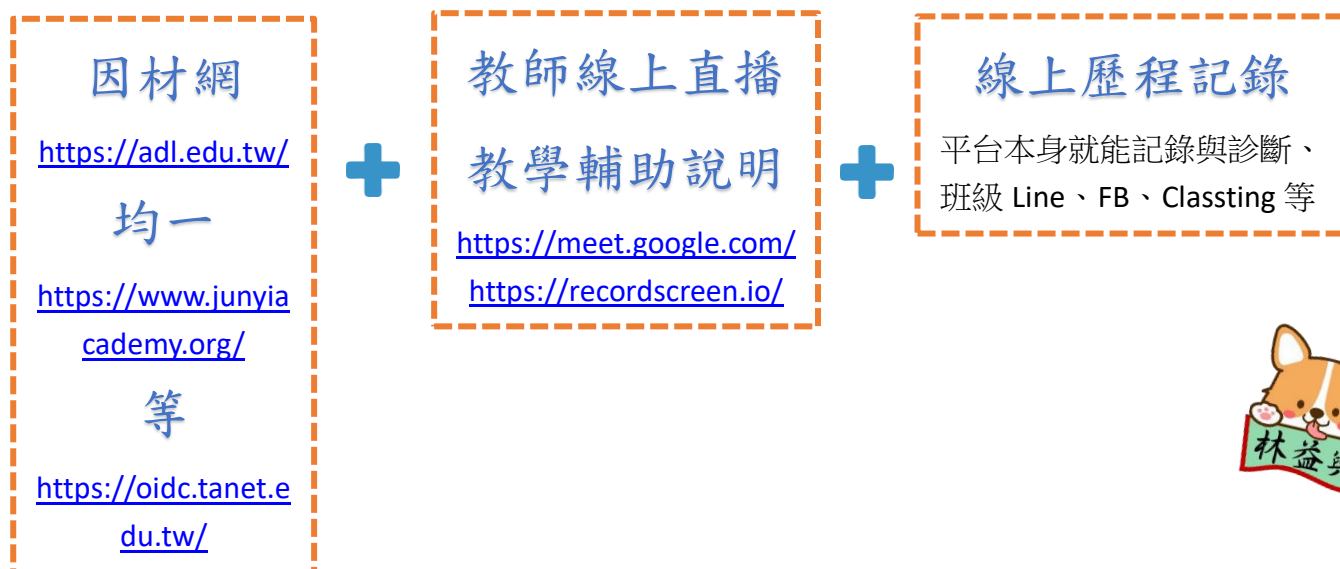 因材網
https://adl.edu.tw/
均一
https://www.junyia
cademy.org/
等
https://oidc.tanet.e
du.tw/
教師線上直播
教學輔助說明
https://meet.google.com/
https://recordscreen.io/
線上歷程記錄
平台本身就能記錄與診斷、
班級 Line、FB、Classting 等
林益